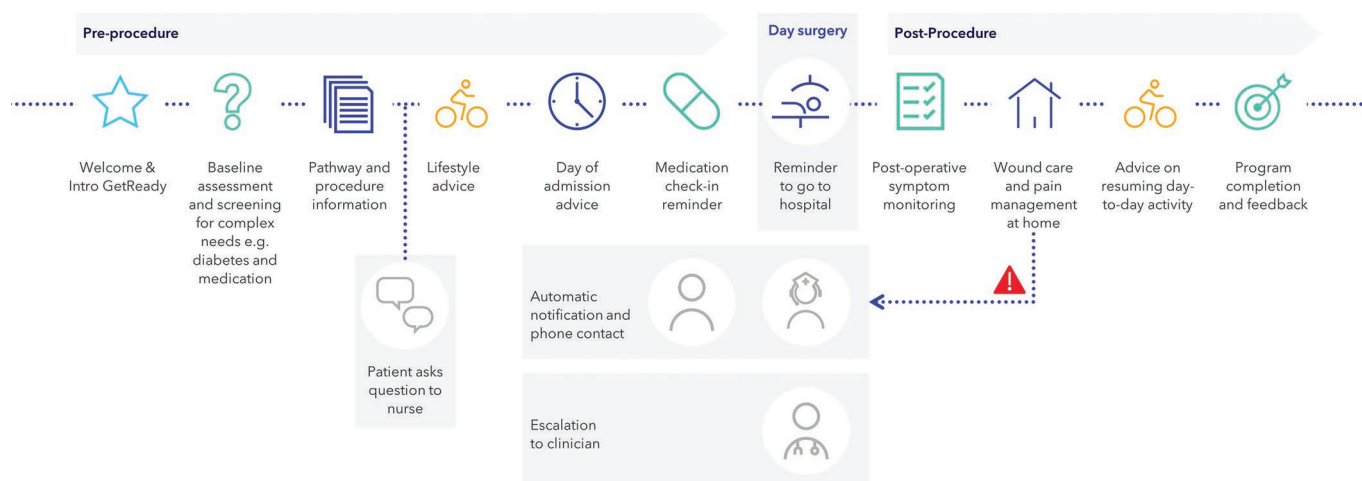 Pre-procedure
Day surgery
Post-Procedure
Welcome &
Intro GetReady
Baseline
assessment
and screening
for complex
needs e.g.
diabetes and
medication
Pathway and
procedure
information
Lifestyle
advice
Day of
admission
advice
Medication
check-in
reminder
Reminder
to go to
hospital
Post-operative
symptom
monitoring
Wound care
and pain
management
at home
Advice on
resuming day-
to-day activity
Program
completion
and feedback
Patient asks
question to
nurse
Automatic
notification and
phone contact
Escalation
to clinician